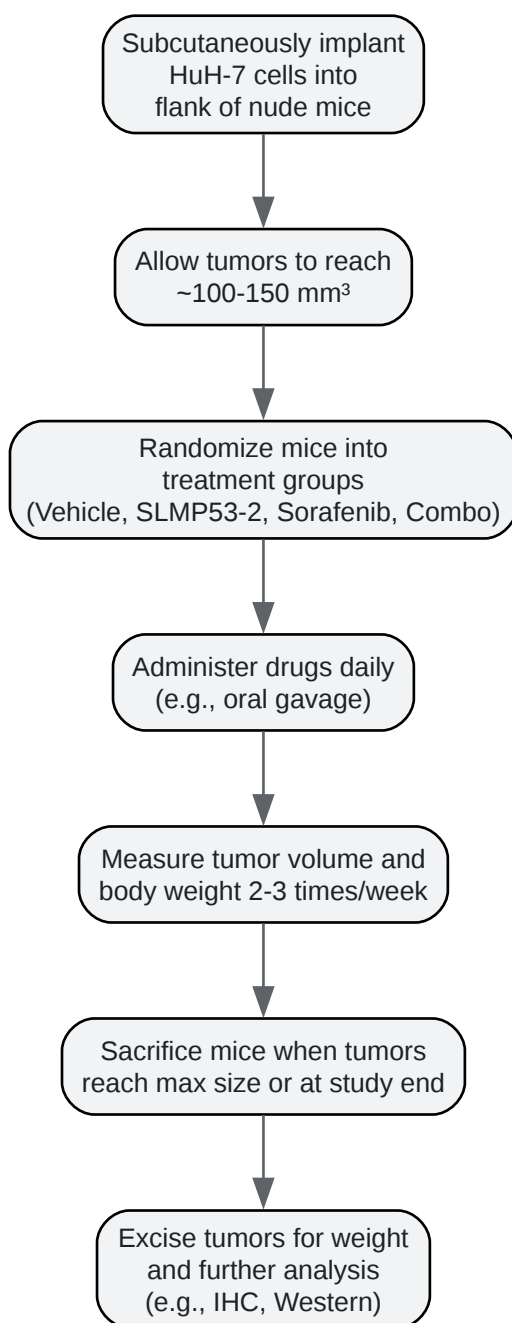 Subcutaneously implant
HuH-7 cells into
flank of nude mice
Allow tumors to reach
~100-150 mm³
Randomize mice into
treatment groups
(Vehicle, SLMP53-2, Sorafenib, Combo)
Administer drugs daily
(e.g., oral gavage)
Measure tumor volume and
body weight 2-3 times/week
Sacrifice mice when tumors
reach max size or at study end
Excise tumors for weight
and further analysis
(e.g., IHC, Western)